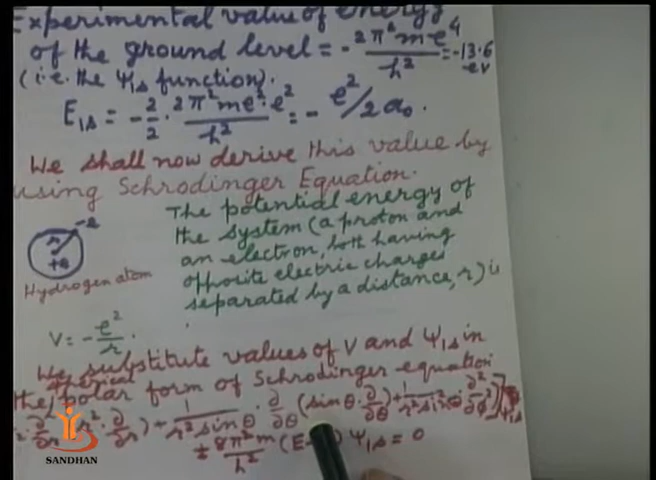 Experimental value of energy
of the ground level = - 2π²me⁴/h² = -13.6 ev
(i.e. the Ψ1s function).
E1s = - 2/2 · 2π²me²·e²/h² = - e²/2a₀.
We shall now derive this value by
using Schrodinger Equation.
The potential energy of
the system (a proton and
an electron, both having
opposite electric charges
separated by a distance, r) is
-e
r
+e
Hydrogen atom
V = - e²/r
We substitute values of V and Ψ1s in
spherical
the polar form of Schrodinger equation
∂/∂r (r² · ∂/∂r) + 1/r² sinθ · ∂/∂θ (sinθ · ∂/∂θ) + 1/r² sin²θ · ∂²/∂φ²] Ψ1s
+ 8π²m/h² (E- ) Ψ1s = 0
SANDHAN